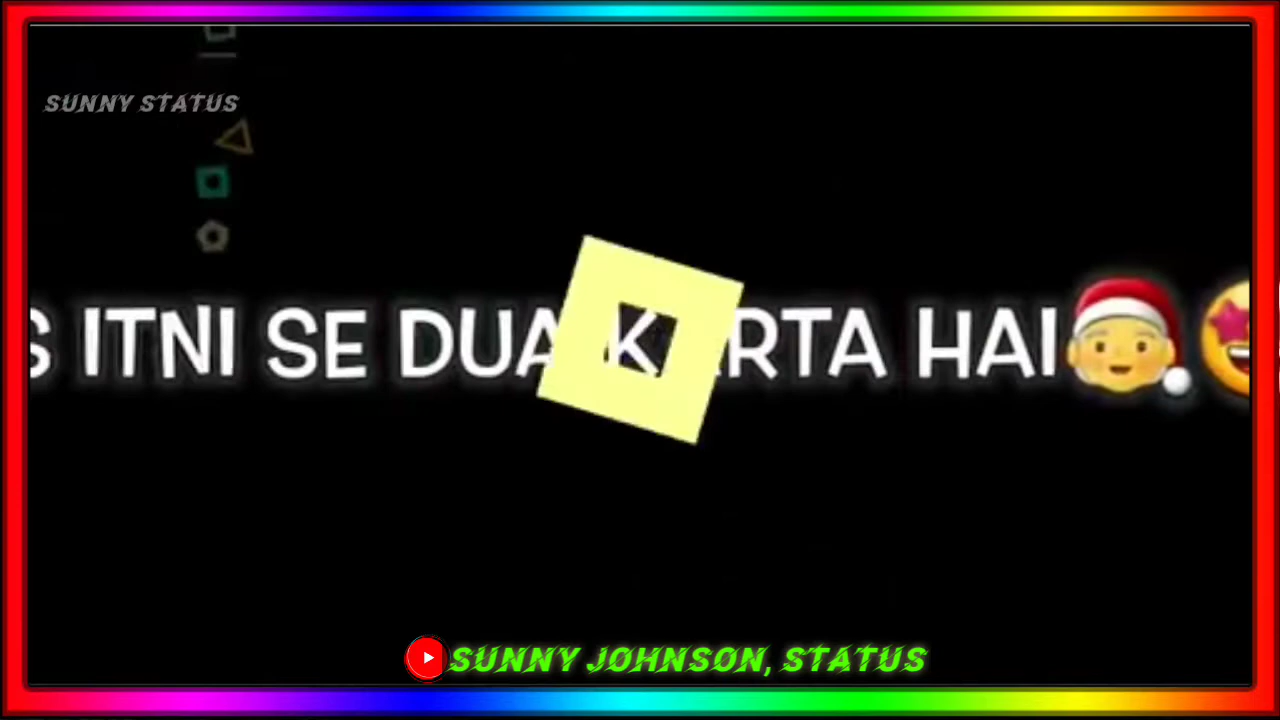 SUNNY STATUS
S ITNI SE DUA K RTA HAI
SUNNY JOHNSON, STATUS